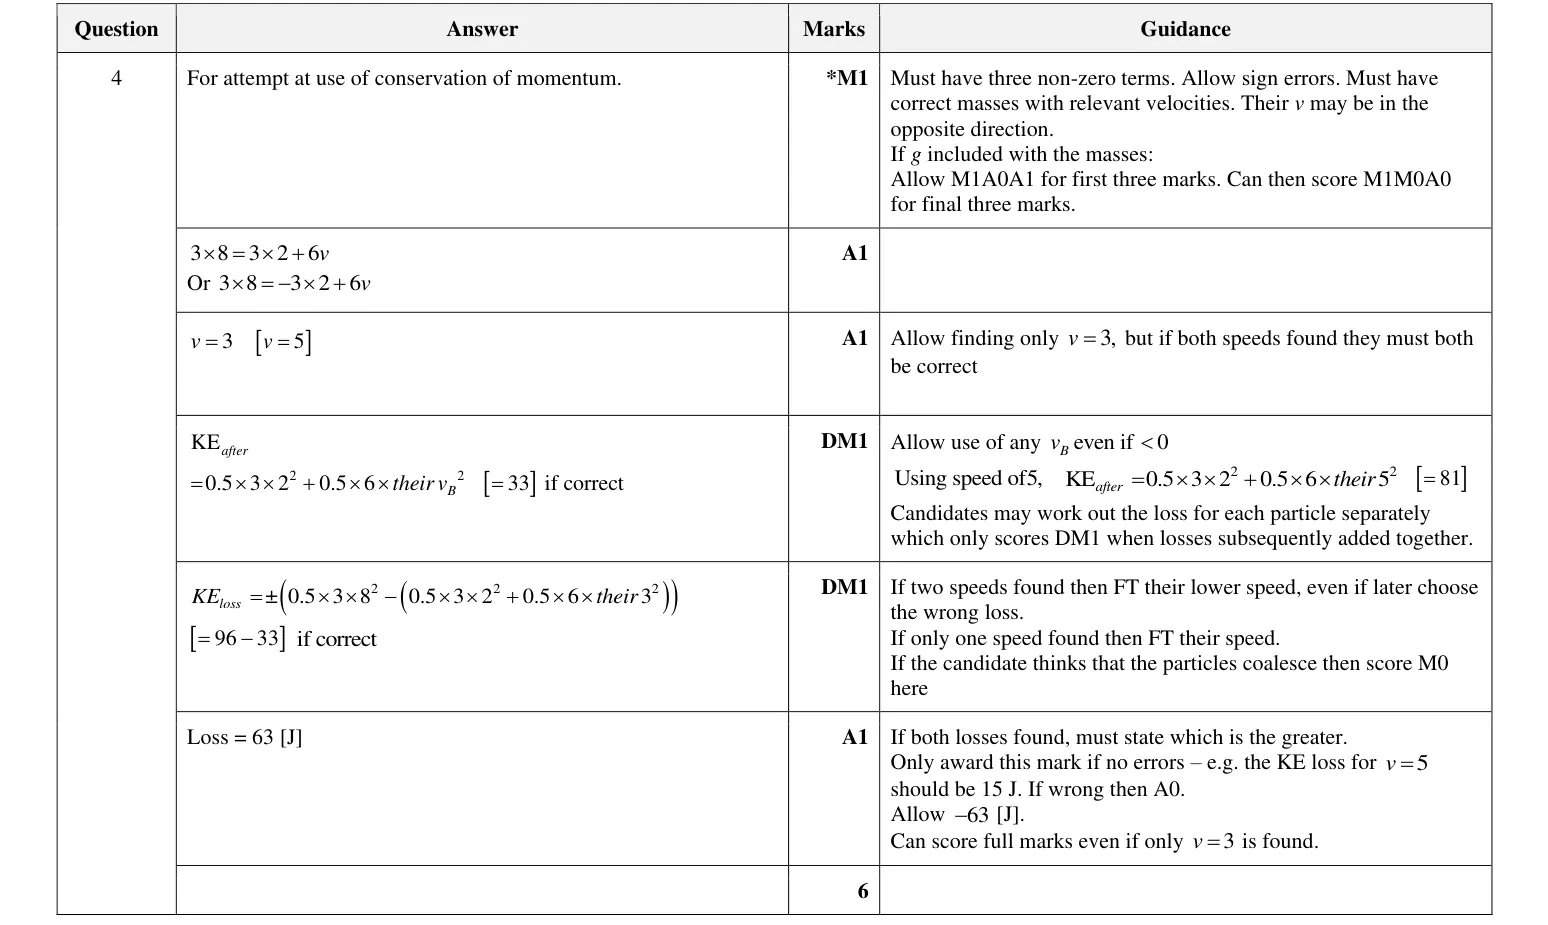 Question Answer Marks Guidance
4 For attempt at use of conservation of momentum. *M1 Must have three non-zero terms. Allow sign errors. Must have
correct masses with relevant velocities. Their v may be in the
opposite direction.
If g included with the masses:
Allow M1A0A1 for first three marks. Can then score M1M0A0
for final three marks.
3×8=3×2+6v A1
Or 3×8=−3×2+6v
v=3 [v=5] A1 Allow finding only v=3, but if both speeds found they must both
be correct
KE_after DM1 Allow use of any v_B even if <0
=0.5×3×2²+0.5×6×their v_B² [=33] if correct Using speed of5, KE_after =0.5×3×2²+0.5×6×their5² [=81]
Candidates may work out the loss for each particle separately
which only scores DM1 when losses subsequently added together.
KE_loss =±(0.5×3×8²−(0.5×3×2²+0.5×6×their3²)) DM1 If two speeds found then FT their lower speed, even if later choose
the wrong loss.
[=96−33] if correct If only one speed found then FT their speed.
If the candidate thinks that the particles coalesce then score M0
here
Loss = 63 [J] A1 If both losses found, must state which is the greater.
Only award this mark if no errors – e.g. the KE loss for v=5
should be 15 J. If wrong then A0.
Allow −63 [J].
Can score full marks even if only v=3 is found.
6